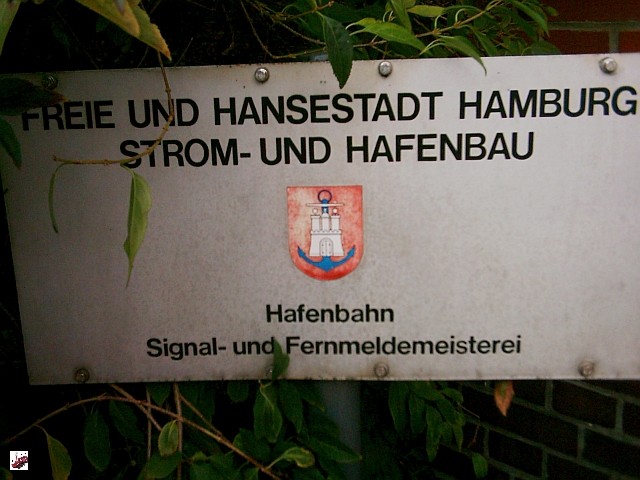 FREIE UND HANSESTADT HAMBURG
STROM- UND HAFENBAU
Hafenbahn
Signal- und Fernmeldemeisterei